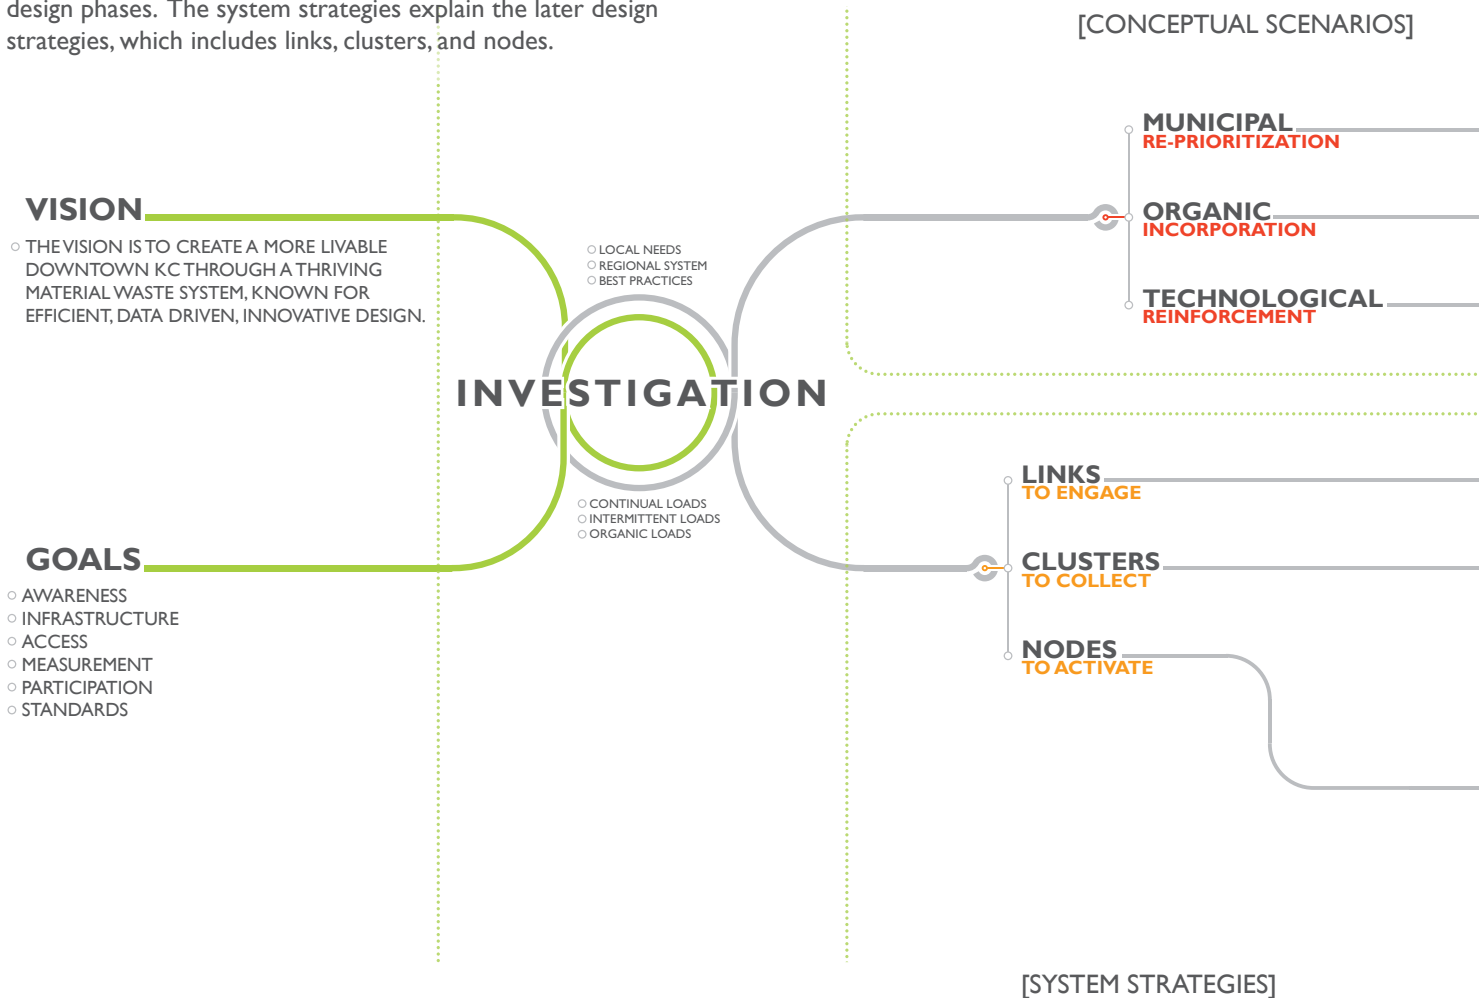 design phases. The system strategies explain the later design
strategies, which includes links, clusters, and nodes.
[CONCEPTUAL SCENARIOS]
MUNICIPAL
RE-PRIORITIZATION
ORGANIC
INCORPORATION
TECHNOLOGICAL
REINFORCEMENT
VISION
THE VISION IS TO CREATE A MORE LIVABLE
DOWNTOWN KC THROUGH A THRIVING
MATERIAL WASTE SYSTEM, KNOWN FOR
EFFICIENT, DATA DRIVEN, INNOVATIVE DESIGN.
LOCAL NEEDS
REGIONAL SYSTEM
BEST PRACTICES
INVESTIGATION
CONTINUAL LOADS
INTERMITTENT LOADS
ORGANIC LOADS
GOALS
AWARENESS
INFRASTRUCTURE
ACCESS
MEASUREMENT
PARTICIPATION
STANDARDS
LINKS
TO ENGAGE
CLUSTERS
TO COLLECT
NODES
TO ACTIVATE
[SYSTEM STRATEGIES]